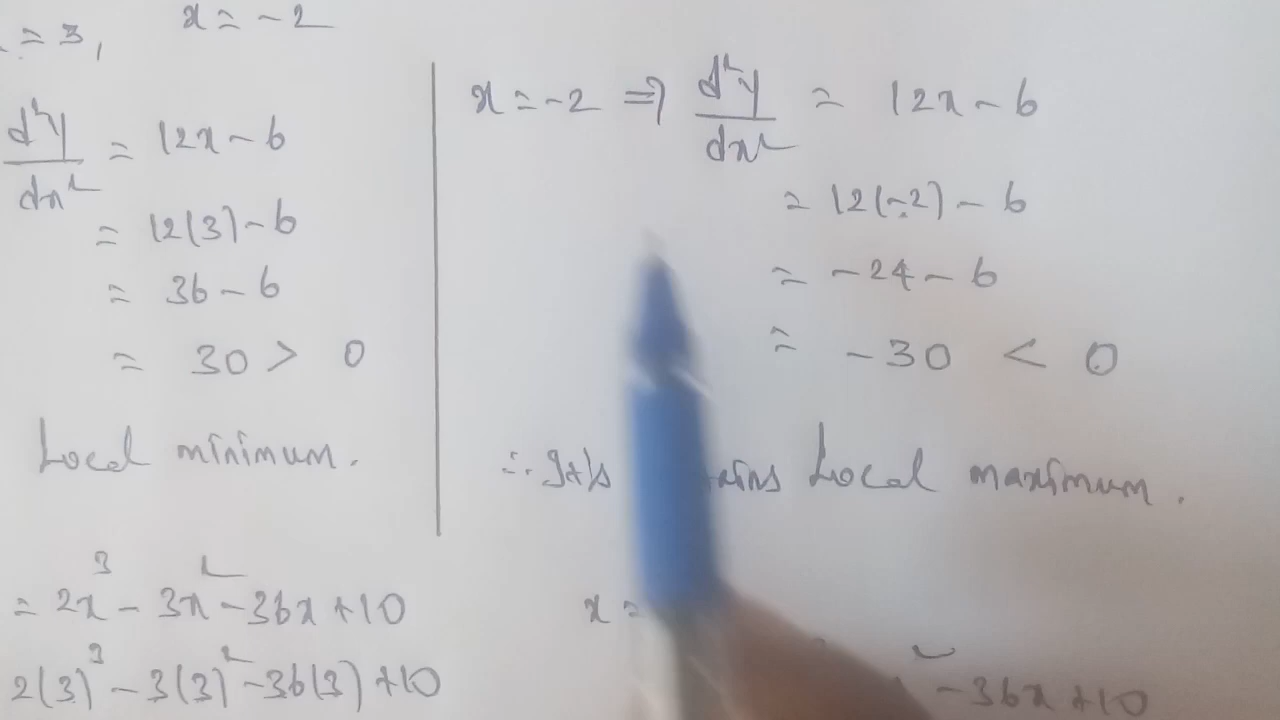 = 3, x = -2
d²y/dx² = 12x - 6
= 12(3) - 6
= 36 - 6
= 30 > 0
Local minimum.
= 2x³ - 3x² - 36x + 10
2(3)³ - 3(3)² - 36(3) + 10
x = -2 ⇒ d²y/dx² = 12x - 6
= 12(-2) - 6
= -24 - 6
= -30 < 0
∴ It's Local maximum.
x =
- 36x + 10